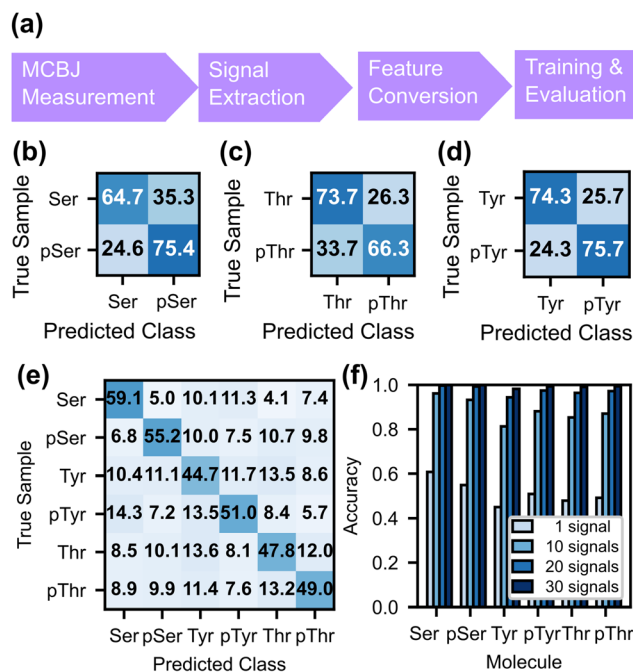 (a)
MCBJ
Measurement
Signal
Extraction
Feature
Conversion
Training &
Evaluation
(b)
True Sample
Ser
64.7 35.3
pSer
24.6 75.4
Ser pSer
Predicted Class
(c)
True Sample
Thr
73.7 26.3
pThr
33.7 66.3
Thr pThr
Predicted Class
(d)
True Sample
Tyr
74.3 25.7
pTyr
24.3 75.7
Tyr pTyr
Predicted Class
(e)
True Sample
Ser 59.1 5.0 10.1 11.3 4.1 7.4
pSer 6.8 55.2 10.0 7.5 10.7 9.8
Tyr 10.4 11.1 44.7 11.7 13.5 8.6
pTyr 14.3 7.2 13.5 51.0 8.4 5.7
Thr 8.5 10.1 13.6 8.1 47.8 12.0
pThr 8.9 9.9 11.4 7.6 13.2 49.0
Ser pSer Tyr pTyr Thr pThr
Predicted Class
(f)
Accuracy
1.0
0.8
0.6
0.4
0.2
0.0
1 signal
10 signals
20 signals
30 signals
Ser pSer Tyr pTyr Thr pThr
Molecule